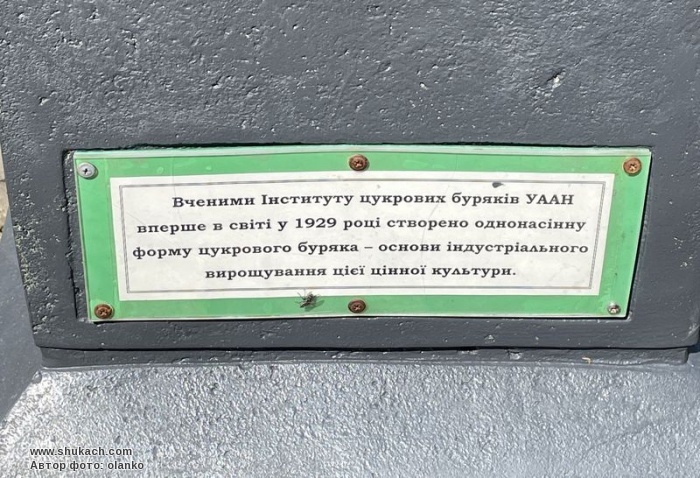 Вченими Інституту цукрових буряків УААН
вперше в світі у 1929 році створено однонасінну
форму цукрового буряка – основи індустріального
вирощування цієї цінної культури.
www.shukach.com
Автор фото: olanko